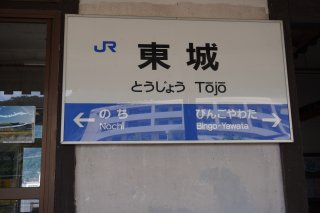 JR 東城
とうじょう Tōjō
← のち びんごやわた →
Nochi Bingo-Yawata